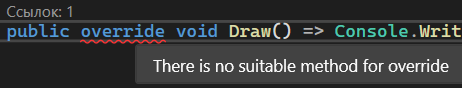 Ссылок: 1
public override void Draw() => Console.Writ
There is no suitable method for override